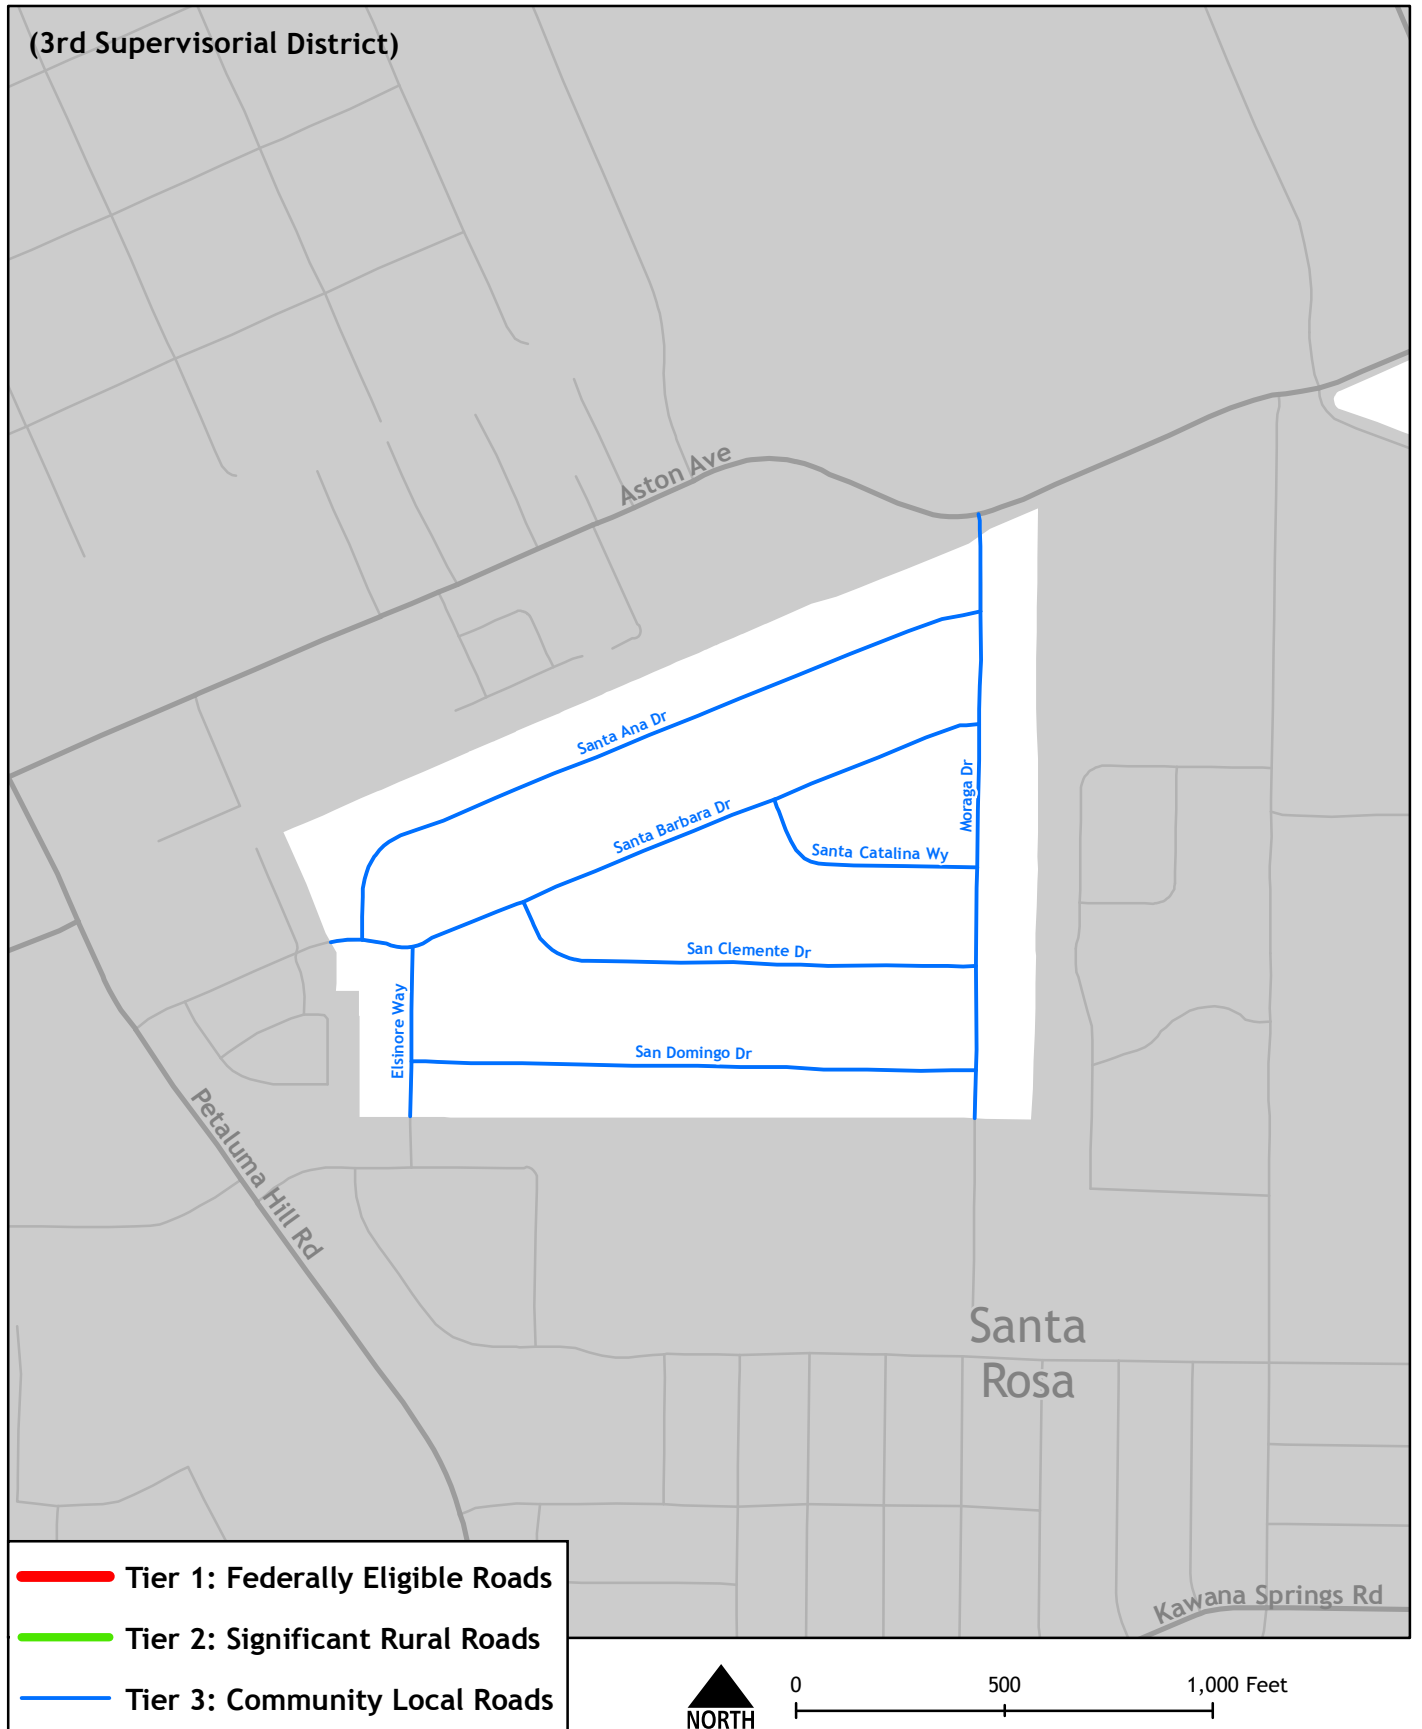 (3rd Supervisorial District)
Aston Ave
Santa Ana Dr
Santa Barbara Dr
Moraga Dr
Santa Catalina Wy
San Clemente Dr
Elsinore Way
San Domingo Dr
Petaluma Hill Rd
Santa
Rosa
Kawana Springs Rd
Tier 1: Federally Eligible Roads
Tier 2: Significant Rural Roads
Tier 3: Community Local Roads
NORTH
0 500 1,000 Feet